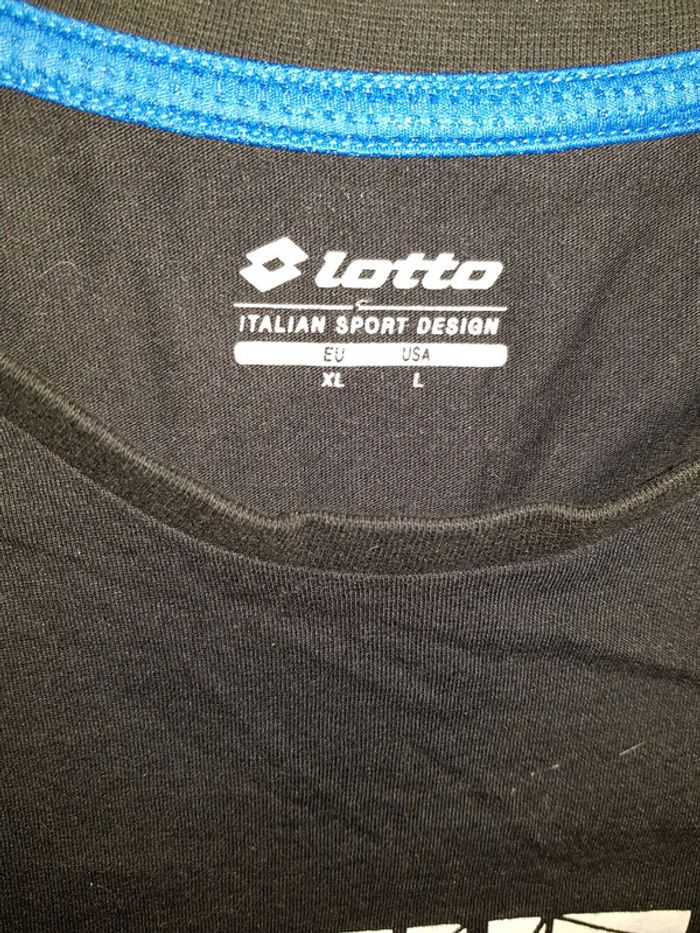 lotto
ITALIAN SPORT DESIGN
EU USA
XL L